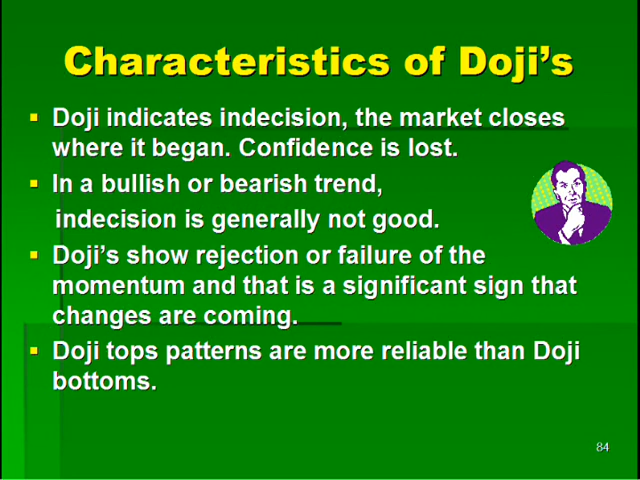 Characteristics of Doji's
Doji indicates indecision, the market closes
where it began. Confidence is lost.
In a bullish or bearish trend,
indecision is generally not good.
Doji's show rejection or failure of the
momentum and that is a significant sign that
changes are coming.
Doji tops patterns are more reliable than Doji
bottoms.
84